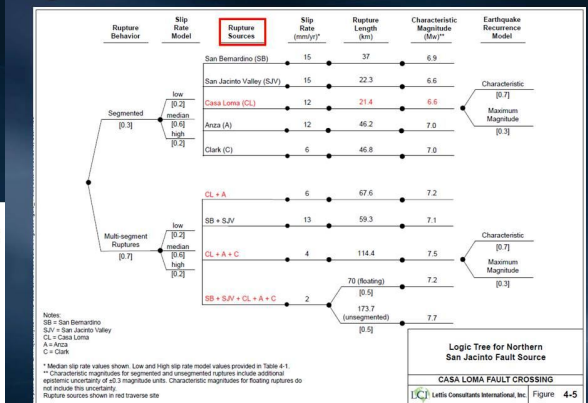 Rupture Behavior
Slip Rate Model
Rupture Sources
Slip Rate (mm/yr)*
Rupture Length (km)
Characteristic Magnitude (Mw)**
Earthquake Recurrence Model
Segmented
[0.3]
low
[0.2]
median
[0.6]
high
[0.2]
San Bernardino (SB) 15 37 6.9
San Jacinto Valley (SJV) 15 22.3 6.6
Casa Loma (CL) 12 21.4 6.6
Anza (A) 12 46.2 7.0
Clark (C) 6 46.8 7.0
Characteristic
[0.7]
Maximum
Magnitude
[0.3]
Multi-segment
Ruptures
[0.7]
low
[0.2]
median
[0.6]
high
[0.2]
CL + A 6 67.6 7.2
SB + SJV 13 59.3 7.1
CL + A + C 4 114.4 7.5
SB + SJV + CL + A + C 2
70 (floating) 7.2
[0.5]
173.7
(unsegmented) 7.7
[0.5]
Characteristic
[0.7]
Maximum
Magnitude
[0.3]
Notes:
SB = San Bernardino
SJV = San Jacinto Valley
CL = Casa Loma
A = Anza
C = Clark
* Median slip rate values shown. Low and High slip rate model values provided in Table 4-1.
** Characteristic magnitudes for segmented and unsegmented ruptures include additional
epistemic uncertainty of ±0.3 magnitude units. Characteristic magnitudes for floating ruptures do
not include this uncertainty.
Rupture sources shown in red traverse site
Logic Tree for Northern
San Jacinto Fault Source
CASA LOMA FAULT CROSSING
LCI Lettis Consultants International, Inc. Figure 4-5